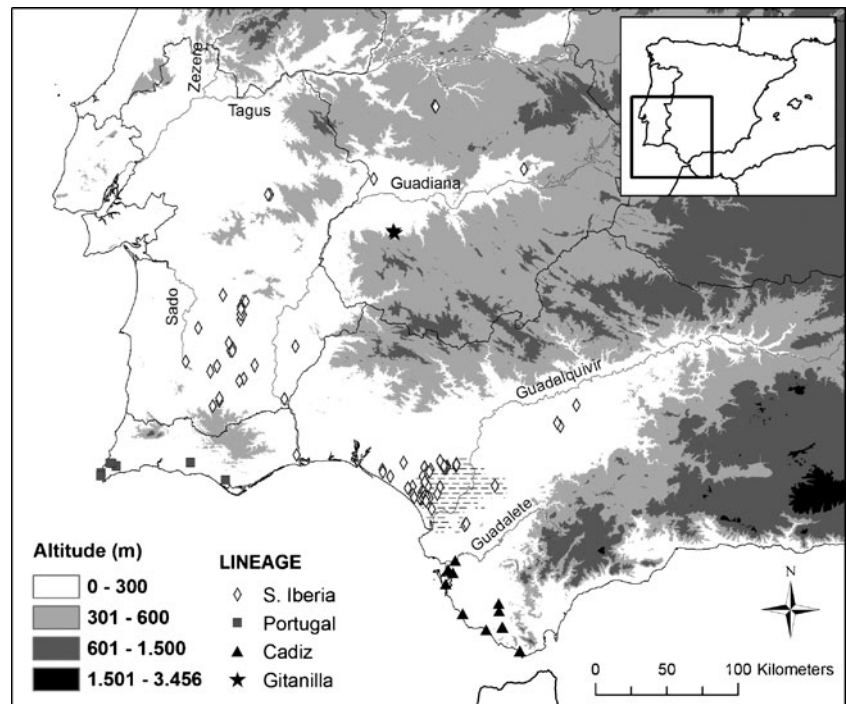 Zezere
Tagus
Guadiana
Sado
Guadalquivir
Guadalete
Altitude (m)
0 - 300
301 - 600
601 - 1.500
1.501 - 3.456
LINEAGE
S. Iberia
Portugal
Cadiz
Gitanilla
N
0 50 100 Kilometers